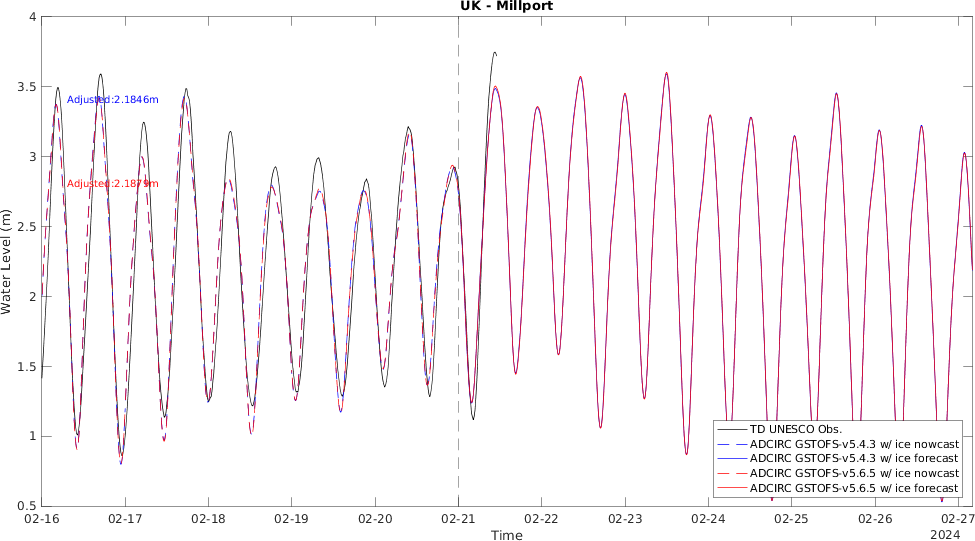 UK - Millport
4
3.5
3
2.5
2
1.5
1
0.5
Water Level (m)
Adjusted:2.1846m
Adjusted:2.1879m
TD UNESCO Obs.
ADCIRC GSTOFS-v5.4.3 w/ ice nowcast
ADCIRC GSTOFS-v5.4.3 w/ ice forecast
ADCIRC GSTOFS-v5.6.5 w/ ice nowcast
ADCIRC GSTOFS-v5.6.5 w/ ice forecast
02-16 02-17 02-18 02-19 02-20 02-21 02-22 02-23 02-24 02-25 02-26 02-27
Time
2024